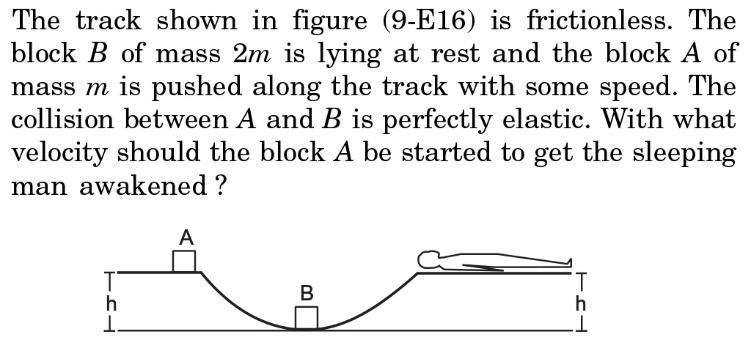 The track shown in figure (9-E16) is frictionless. The
block B of mass 2m is lying at rest and the block A of
mass m is pushed along the track with some speed. The
collision between A and B is perfectly elastic. With what
velocity should the block A be started to get the sleeping
man awakened ?
A
h
B
h